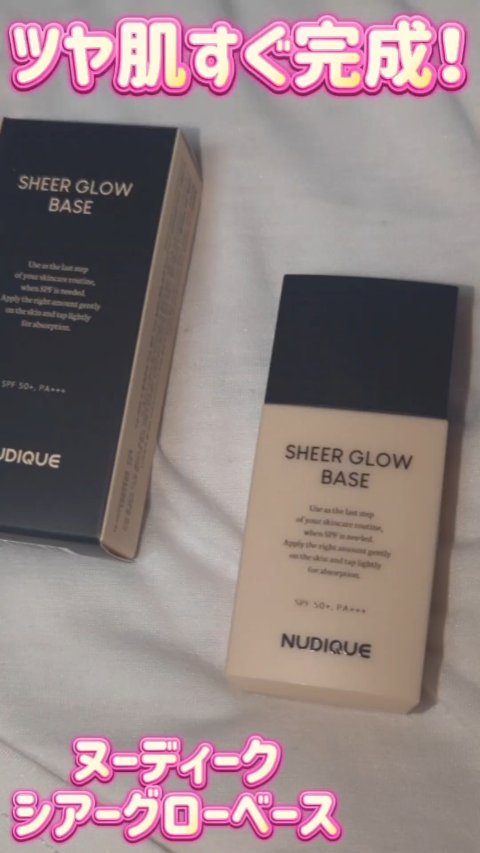 ツヤ肌すぐ完成!
SHEER GLOW
BASE
Use as the last step
of your skincare routine,
when SPF is needed.
Apply the right amount gently
on the skin and tap lightly
for absorption.
SPF 50+, PA+++
UDIQUE
SHEER GLOW
BASE
Use as the last step
of your skincare routine,
when SPF is needed.
Apply the right amount gently
on the skin and tap lightly
for absorption.
SPF 50+, PA+++
NUDIQUE
ヌーディーク
シアーグローベース